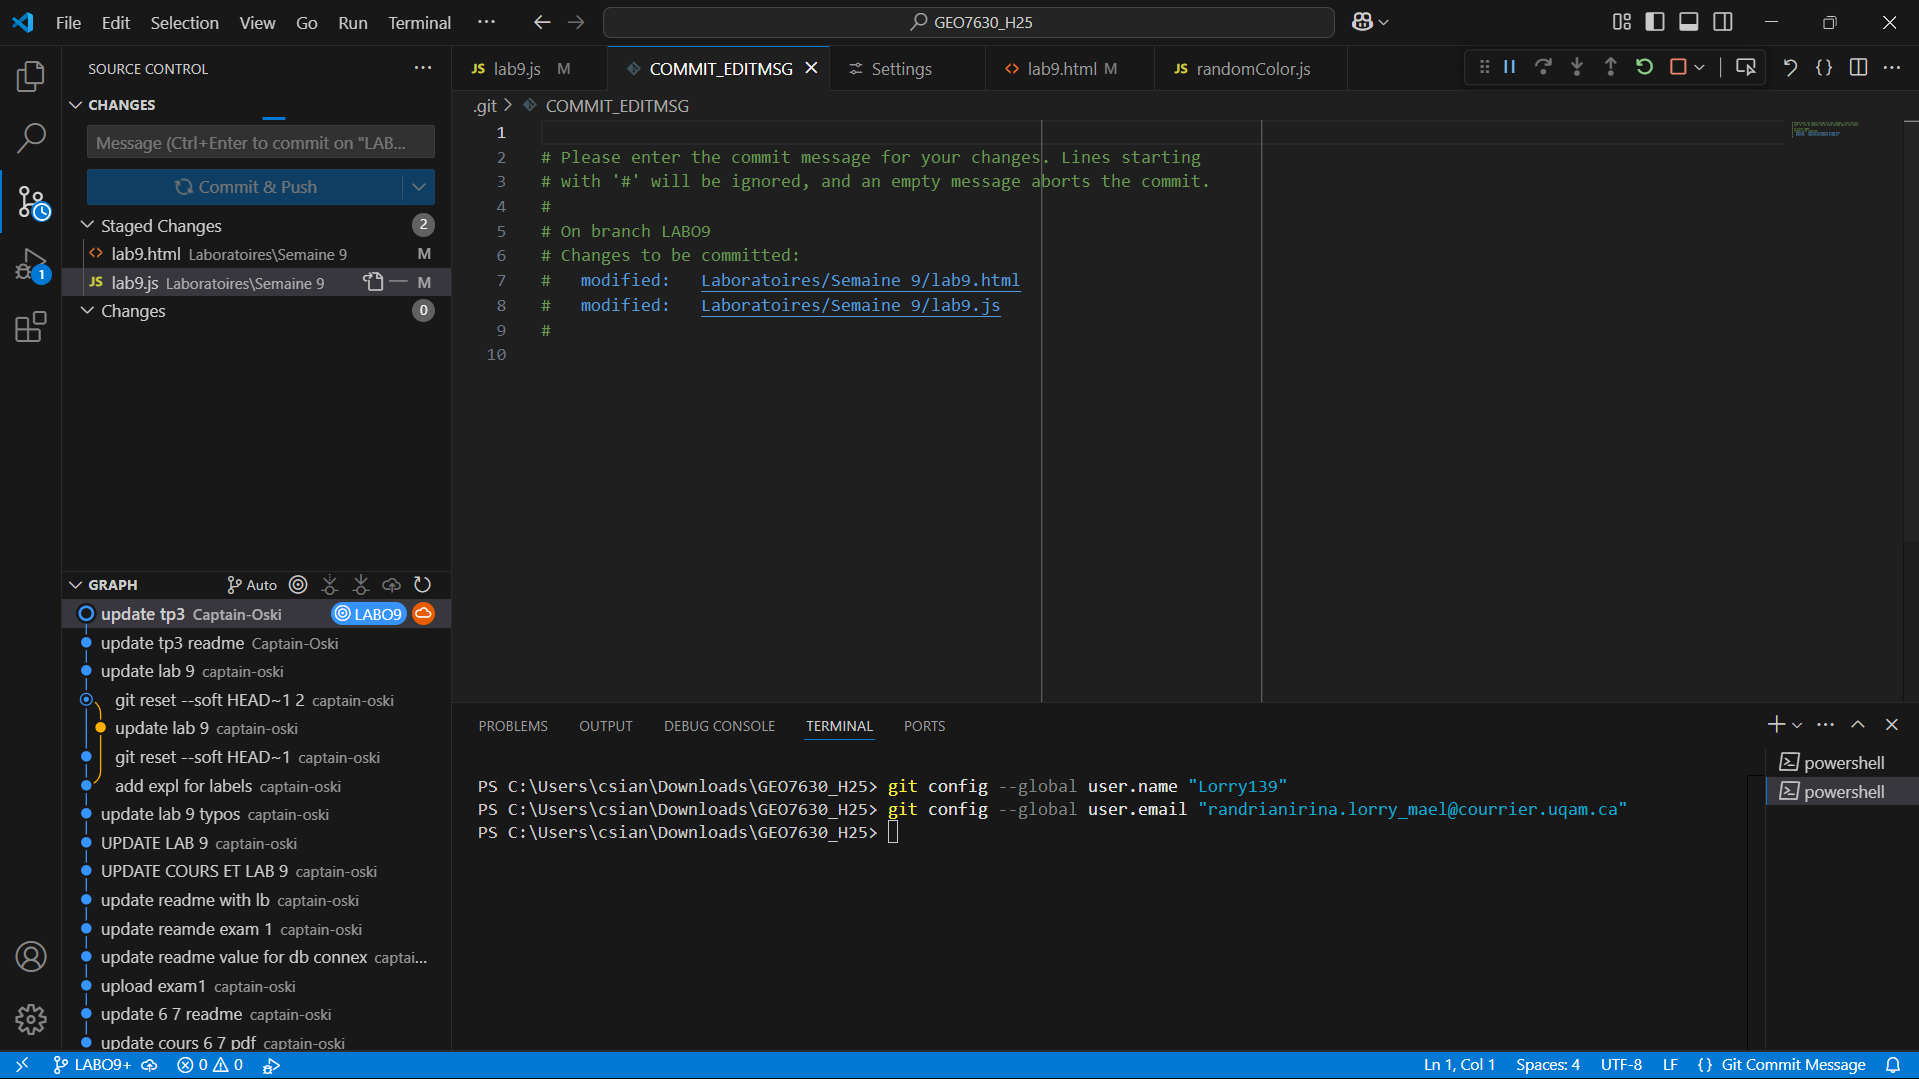 File Edit Selection View Go Run Terminal ··· GEO7630_H25
SOURCE CONTROL ···
CHANGES
Message (Ctrl+Enter to commit on "LAB...
Commit & Push
Staged Changes 2
lab9.html Laboratoires\Semaine 9 M
JS lab9.js Laboratoires\Semaine 9 M
Changes 0
GRAPH Auto
update tp3 Captain-Oski LABO9
update tp3 readme Captain-Oski
update lab 9 captain-oski
git reset --soft HEAD~1 2 captain-oski
update lab 9 captain-oski
git reset --soft HEAD~1 captain-oski
add expl for labels captain-oski
update lab 9 typos captain-oski
UPDATE LAB 9 captain-oski
UPDATE COURS ET LAB 9 captain-oski
update readme with lb captain-oski
update reamde exam 1 captain-oski
update readme value for db connex captai...
upload exam1 captain-oski
update 6 7 readme captain-oski
update cours 6 7 pdf captain-oski
1
JS lab9.js M COMMIT_EDITMSG Settings lab9.html M JS randomColor.js
.git > COMMIT_EDITMSG
1
2 # Please enter the commit message for your changes. Lines starting
3 # with '#' will be ignored, and an empty message aborts the commit.
4 #
5 # On branch LABO9
6 # Changes to be committed:
7 # modified: Laboratoires/Semaine 9/lab9.html
8 # modified: Laboratoires/Semaine 9/lab9.js
9 #
10
PROBLEMS OUTPUT DEBUG CONSOLE TERMINAL PORTS
PS C:\Users\csian\Downloads\GEO7630_H25> git config --global user.name "Lorry139"
PS C:\Users\csian\Downloads\GEO7630_H25> git config --global user.email "randrianirina.lorry_mael@courrier.uqam.ca"
PS C:\Users\csian\Downloads\GEO7630_H25>
powershell
powershell
LABO9+ 0 0 Ln 1, Col 1 Spaces: 4 UTF-8 LF {} Git Commit Message